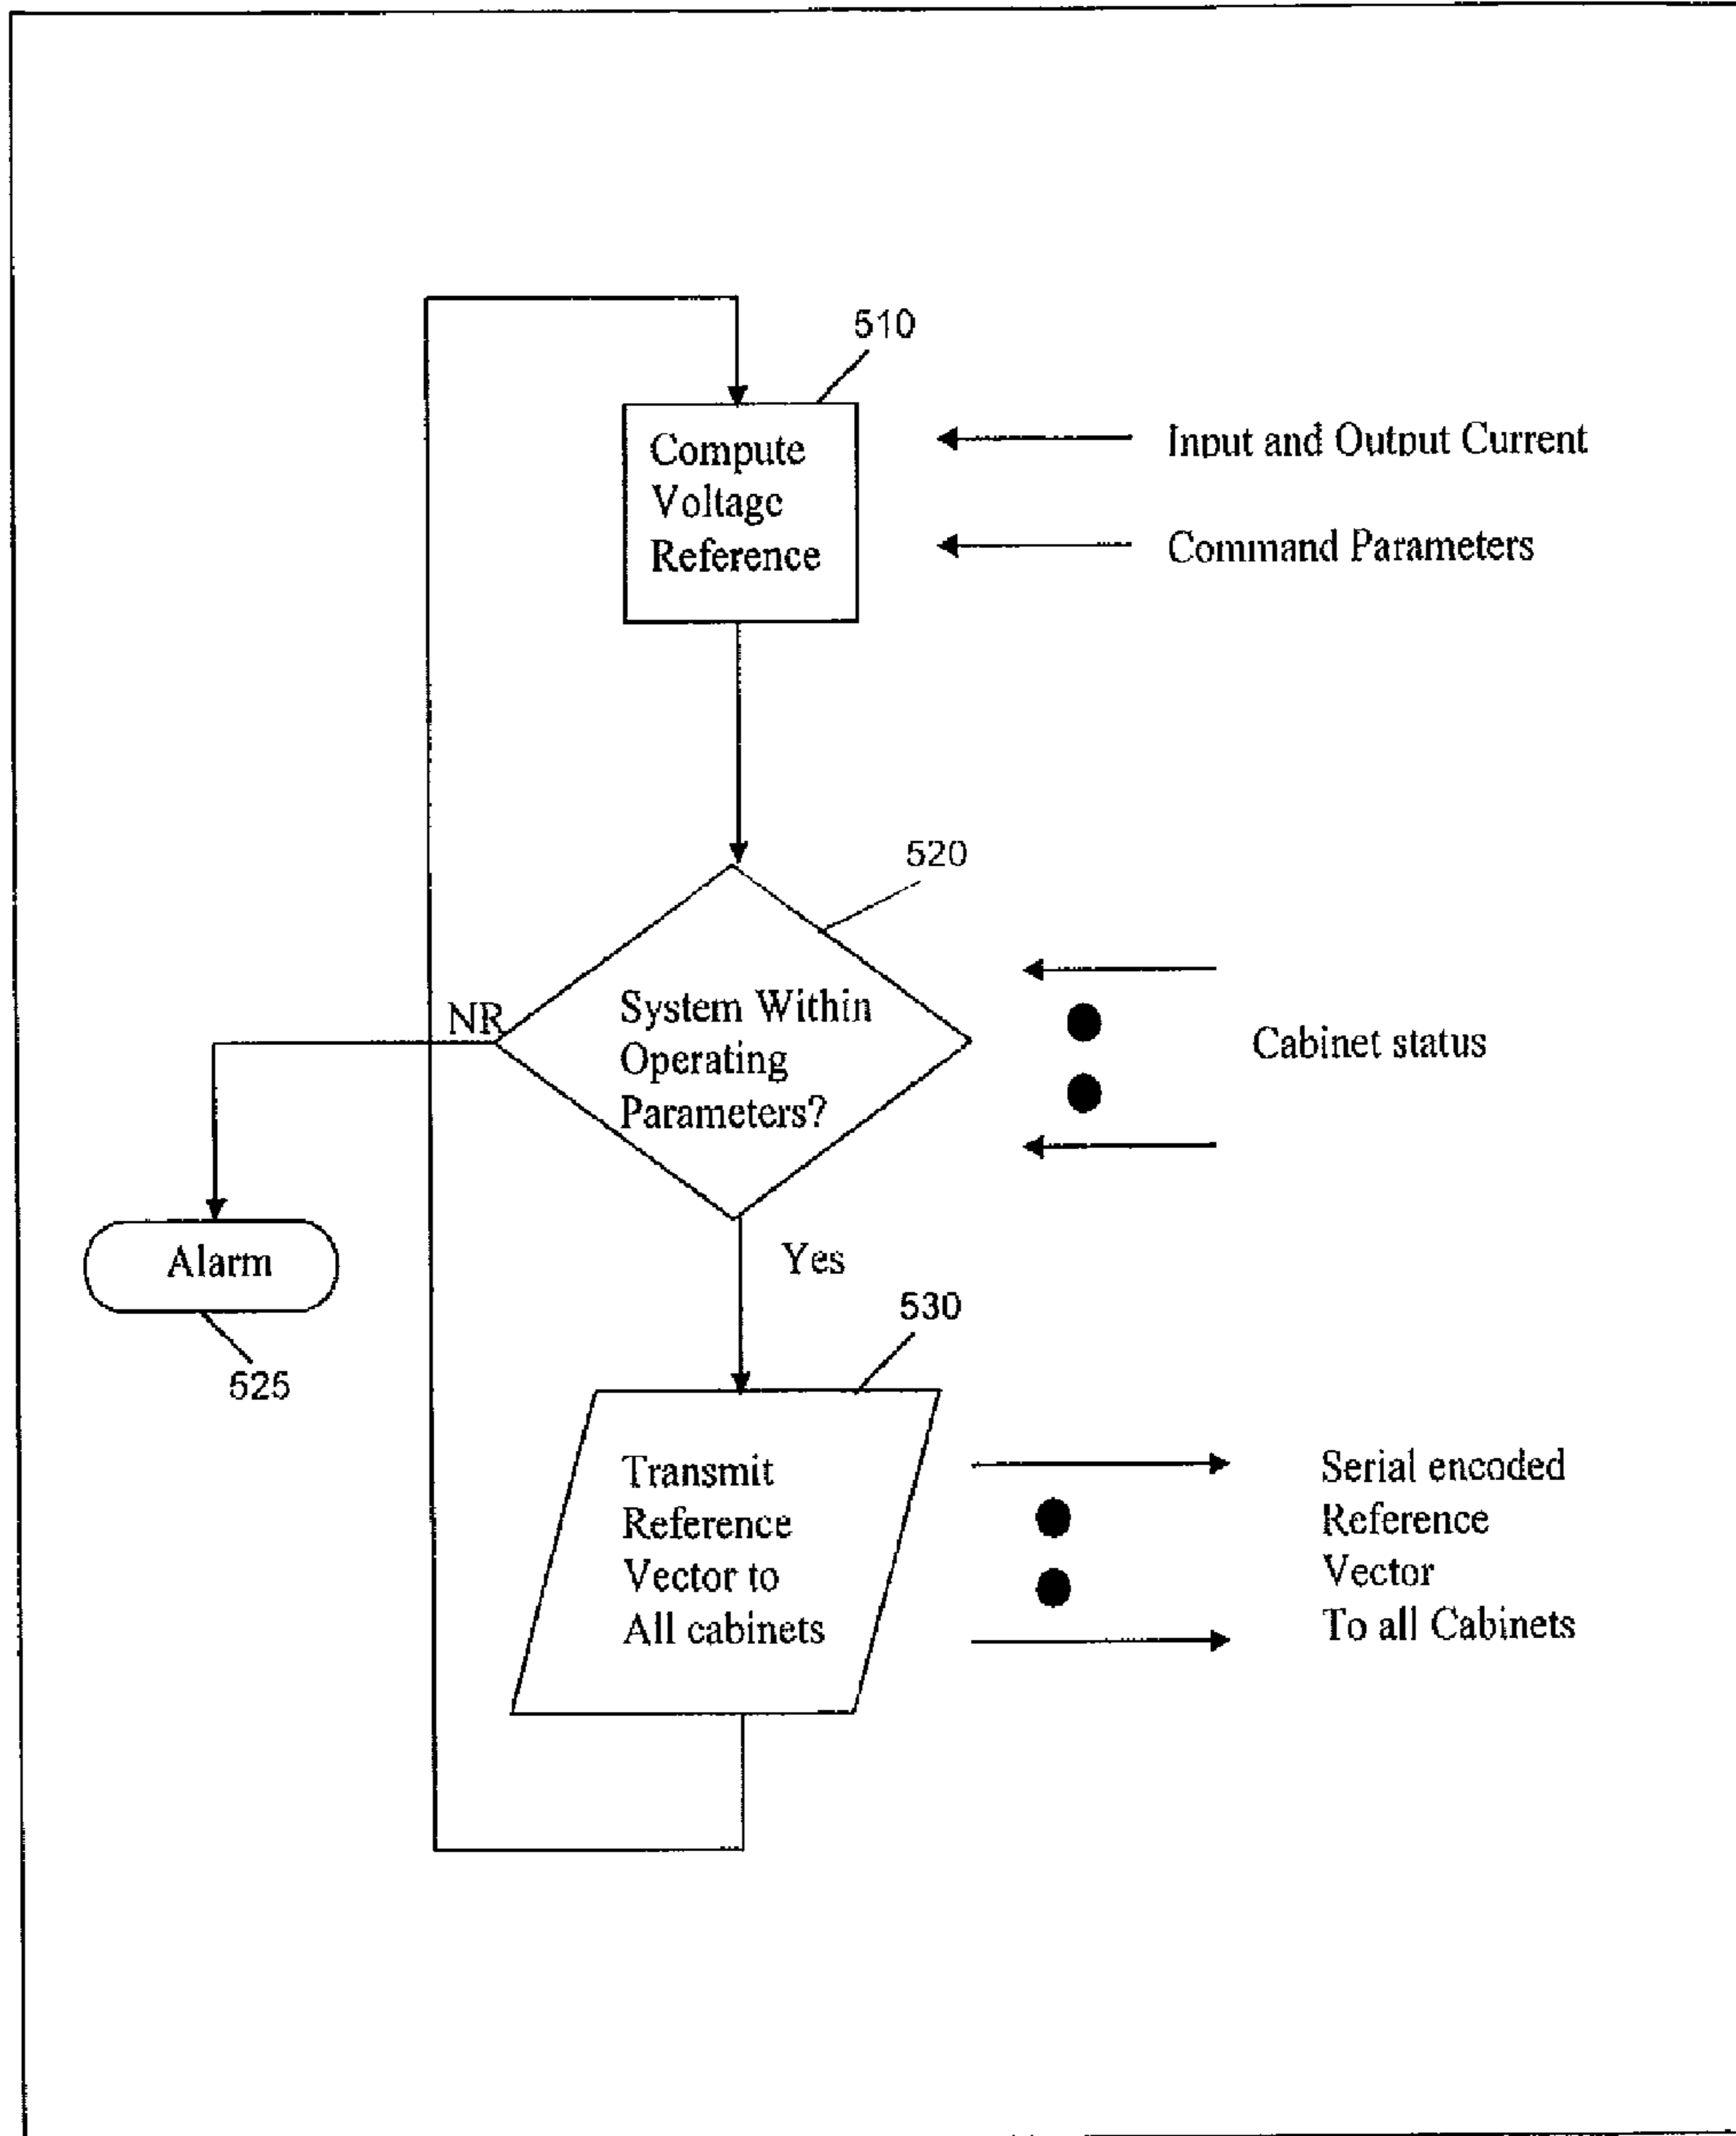 510
Compute
Voltage
Reference
Input and Output Current
Command Parameters
520
System Within
Operating
Parameters?
NR
Cabinet status
Alarm
525
Yes
530
Transmit
Reference
Vector to
All cabinets
Serial encoded
Reference
Vector
To all Cabinets